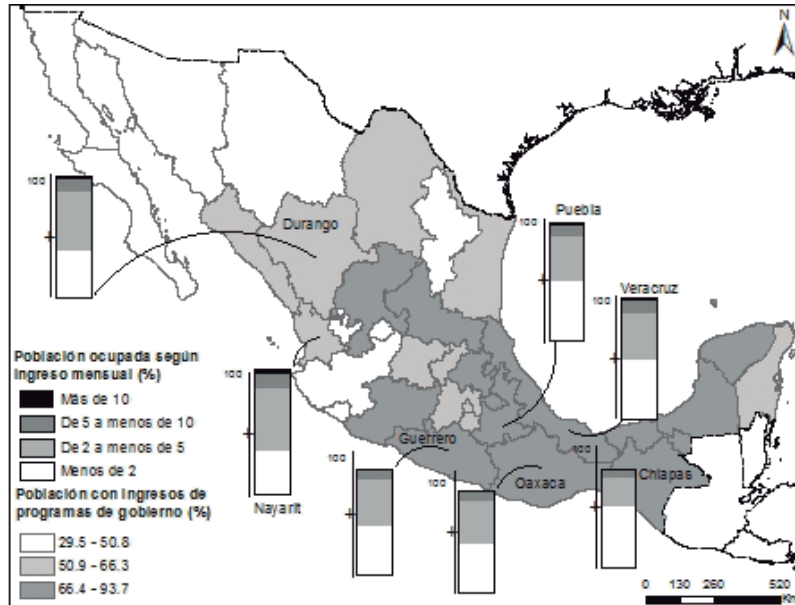 N
100
Durango
100
Puebla
100
Veracruz
Población ocupada según
Ingreso mensual (%)
Más de 10
De 5 a menos de 10
De 2 a menos de 5
Menos de 2
Población con Ingresos de
programas de gobierno (%)
29.5 - 50.8
50.9 - 66.3
66.4 - 93.7
100
Nayarit
100
Guerrero
100
Oaxaca
100
Chiapas
0 130 260 520
Km